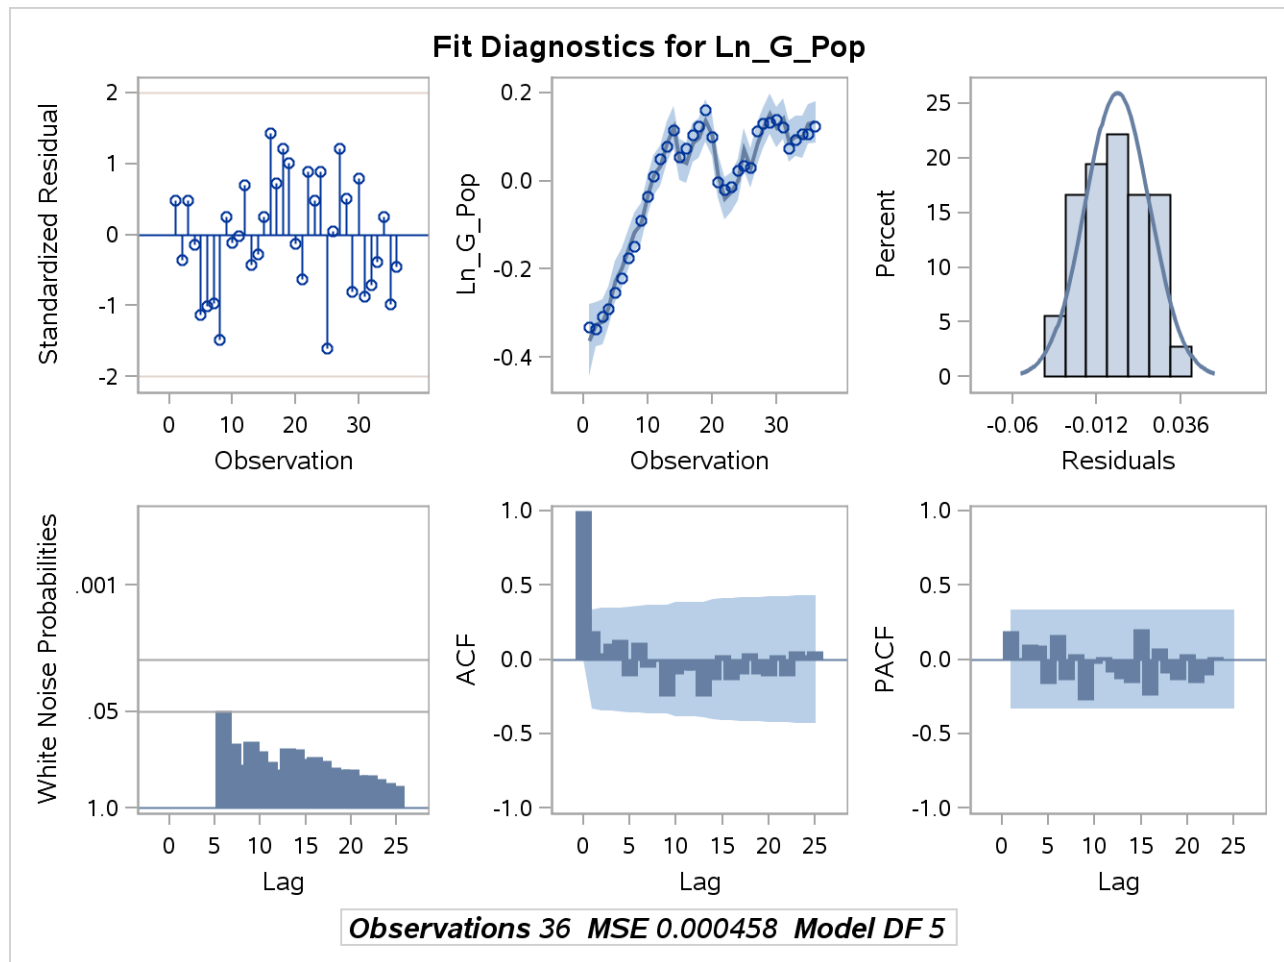 Fit Diagnostics for Ln_G_Pop
Standardized Residual
2
1
0
-1
-2
0 10 20 30
Observation
Ln_G_Pop
0.2
0.0
-0.2
-0.4
0 10 20 30
Observation
Percent
25
20
15
10
5
0
-0.06 -0.012 0.036
Residuals
White Noise Probabilities
.001
.05
1.0
0 5 10 15 20 25
Lag
ACF
1.0
0.5
0.0
-0.5
-1.0
0 5 10 15 20 25
Lag
PACF
1.0
0.5
0.0
-0.5
-1.0
0 5 10 15 20 25
Lag
Observations 36 MSE 0.000458 Model DF 5